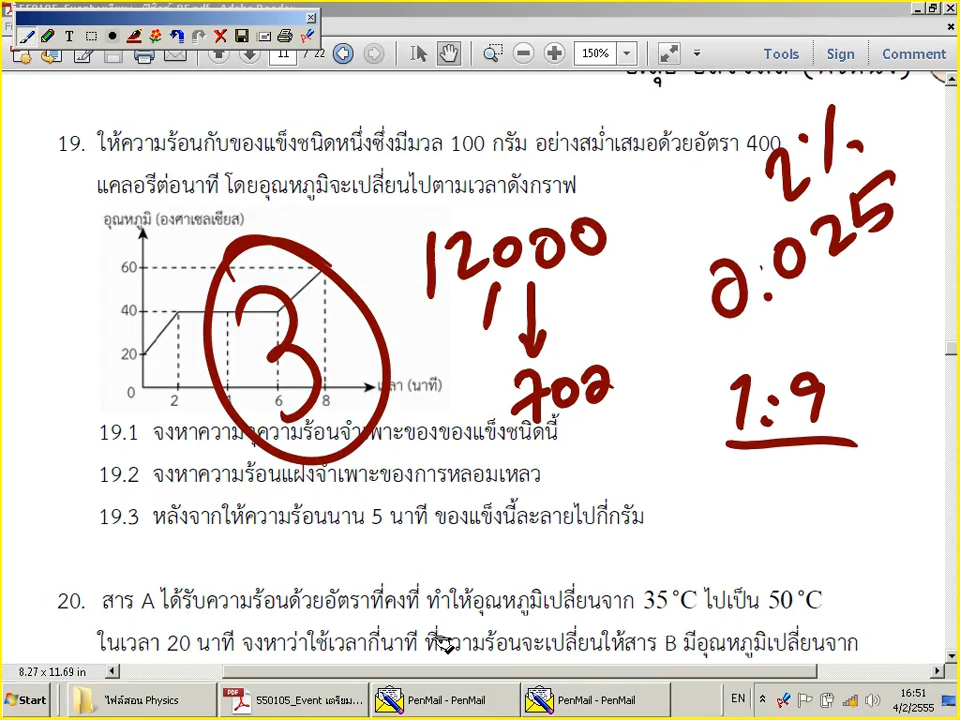 11 / 22
150%
Tools Sign Comment
19. ให้ความร้อนกับของแข็งชนิดหนึ่งซึ่งมีมวล 100 กรัม อย่างสม่ำเสมอด้วยอัตรา 400
แคลอรีต่อนาที โดยอุณหภูมิจะเปลี่ยนไปตามเวลาดังกราฟ
อุณหภูมิ (องศาเซลเซียส)
60
40
20
0
2 4 6 8
เวลา (นาที)
3
12000
702
2%
0.025
1:9
19.1 จงหาความจุความร้อนจำเพาะของของแข็งชนิดนี้
19.2 จงหาความร้อนแฝงจำเพาะของการหลอมเหลว
19.3 หลังจากให้ความร้อนนาน 5 นาที ของแข็งนี้ละลายไปกี่กรัม
20. สาร A ได้รับความร้อนด้วยอัตราที่คงที่ ทำให้อุณหภูมิเปลี่ยนจาก 35 °C ไปเป็น 50 °C
ในเวลา 20 นาที จงหาว่าใช้เวลากี่นาที ที่ความร้อนจะเปลี่ยนให้สาร B มีอุณหภูมิเปลี่ยนจาก
8.27 x 11.69 in
Start ไฟล์สอน Physics 550105_Event เตรียม... PenMail - PenMail PenMail - PenMail EN 16:51
4/2/2555